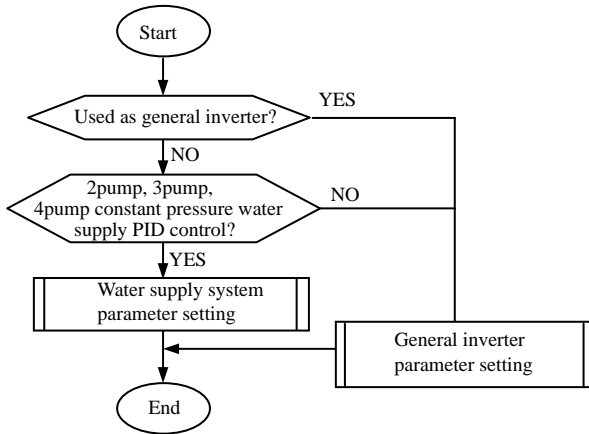 Start
YES
Used as general inverter?
NO
2pump, 3pump,
4pump constant pressure water
supply PID control?
NO
YES
Water supply system
parameter setting
General inverter
parameter setting
End